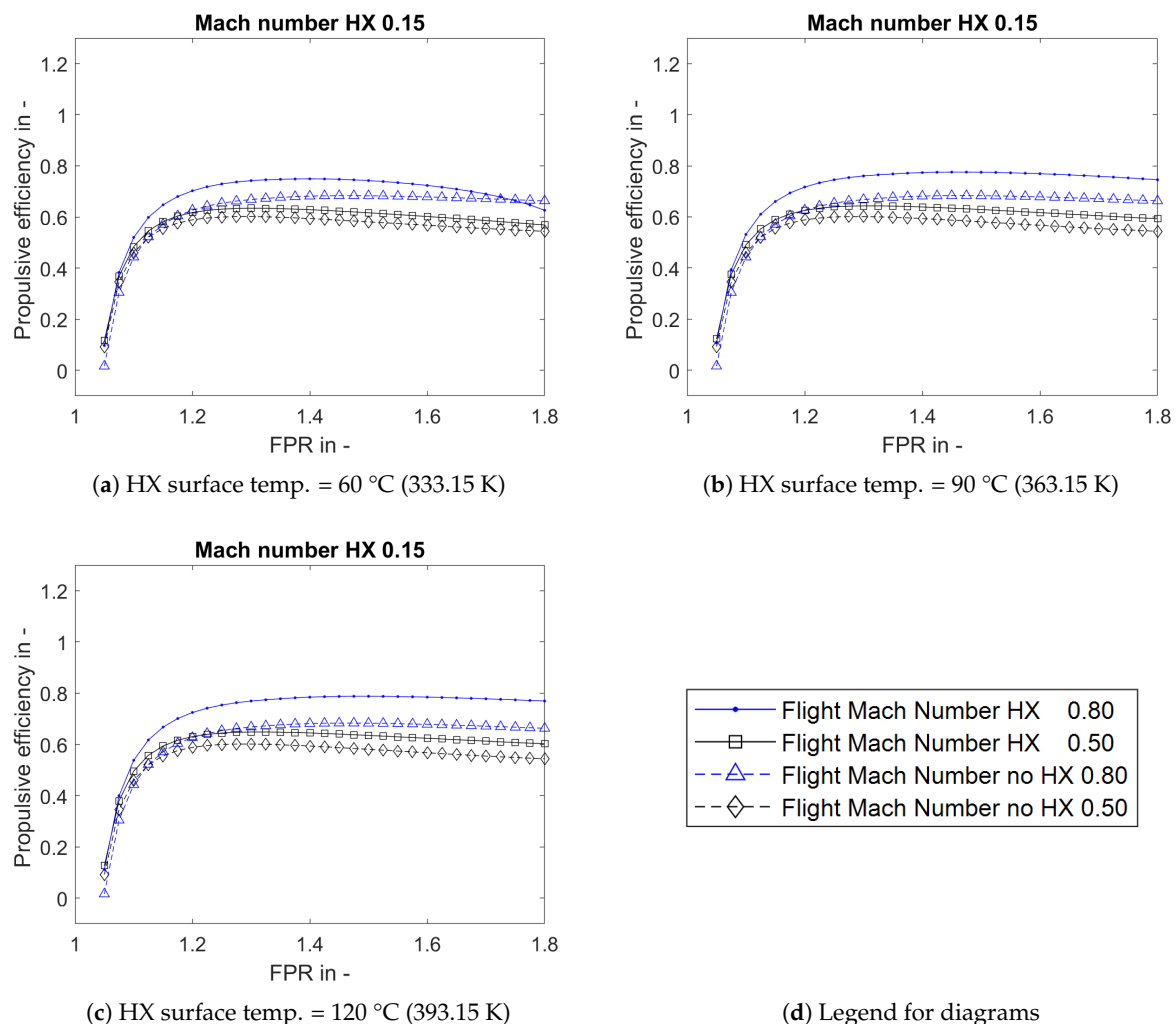 Mach number HX 0.15
1.2
1
0.8
0.6
0.4
0.2
0
Propulsive efficiency in -
1 1.2 1.4 1.6 1.8
FPR in -
(a) HX surface temp. = 60 °C (333.15 K)
Mach number HX 0.15
1.2
1
0.8
0.6
0.4
0.2
0
Propulsive efficiency in -
1 1.2 1.4 1.6 1.8
FPR in -
(b) HX surface temp. = 90 °C (363.15 K)
Mach number HX 0.15
1.2
1
0.8
0.6
0.4
0.2
0
Propulsive efficiency in -
1 1.2 1.4 1.6 1.8
FPR in -
(c) HX surface temp. = 120 °C (393.15 K)
Flight Mach Number HX 0.80
Flight Mach Number HX 0.50
Flight Mach Number no HX 0.80
Flight Mach Number no HX 0.50
(d) Legend for diagrams